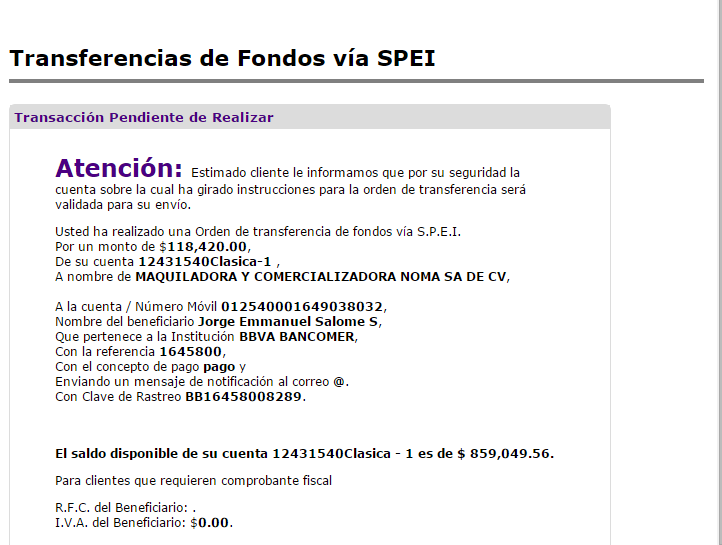 Transferencias de Fondos vía SPEI
Transacción Pendiente de Realizar
Atención: Estimado cliente le informamos que por su seguridad la
cuenta sobre la cual ha girado instrucciones para la orden de transferencia será
validada para su envío.
Usted ha realizado una Orden de transferencia de fondos vía S.P.E.I.
Por un monto de $118,420.00,
De su cuenta 12431540Clasica-1 ,
A nombre de MAQUILADORA Y COMERCIALIZADORA NOMA SA DE CV,
A la cuenta / Número Móvil 012540001649038032,
Nombre del beneficiario Jorge Emmanuel Salome S,
Que pertenece a la Institución BBVA BANCOMER,
Con la referencia 1645800,
Con el concepto de pago pago y
Enviando un mensaje de notificación al correo @.
Con Clave de Rastreo BB16458008289.
El saldo disponible de su cuenta 12431540Clasica - 1 es de $ 859,049.56.
Para clientes que requieren comprobante fiscal
R.F.C. del Beneficiario: .
I.V.A. del Beneficiario: $0.00.